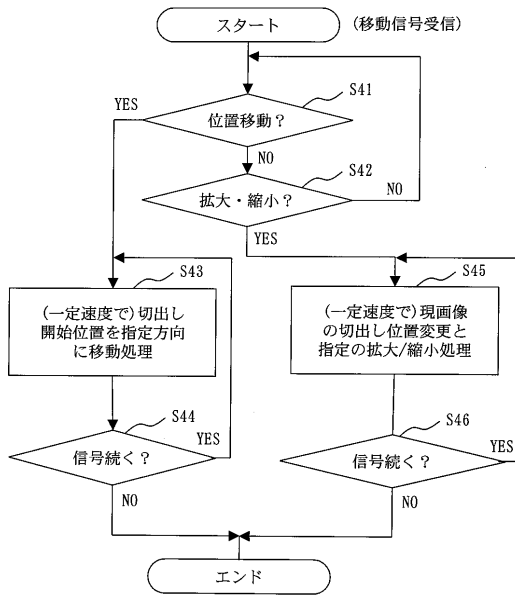 スタート
(移動信号受信)
S41
YES
位置移動？
NO
S42
拡大・縮小？
NO
YES
S43
(一定速度で)切出し
開始位置を指定方向
に移動処理
S45
(一定速度で)現画像
の切出し位置変更と
指定の拡大/縮小処理
S44
信号続く？
YES
NO
S46
信号続く？
YES
NO
エンド